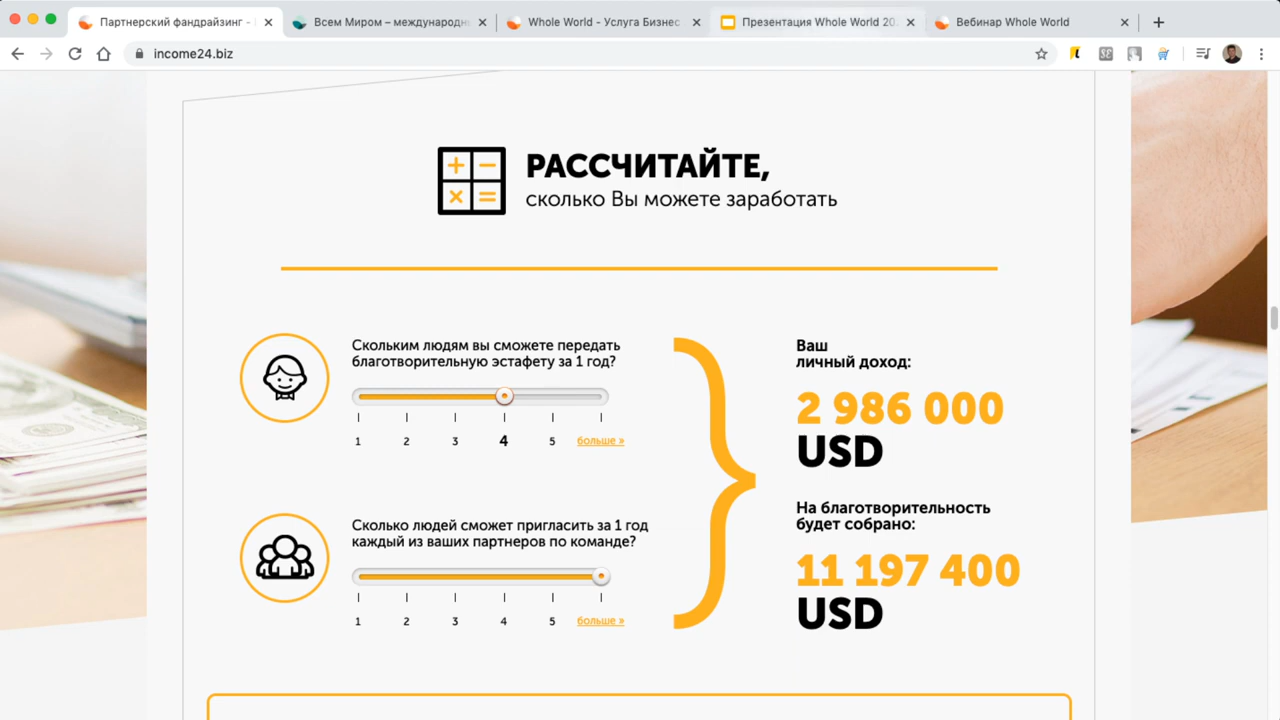 Партнерский фандрайзинг -
Всем Миром – международн
Whole World - Услуга Бизнес
Презентация Whole World 20
Вебинар Whole World
income24.biz
РАССЧИТАЙТЕ,
сколько Вы можете заработать
Скольким людям вы сможете передать
благотворительную эстафету за 1 год?
1 2 3 4 5 больше »
Сколько людей сможет пригласить за 1 год
каждый из ваших партнеров по команде?
1 2 3 4 5 больше »
Ваш
личный доход:
2 986 000
USD
На благотворительность
будет собрано:
11 197 400
USD